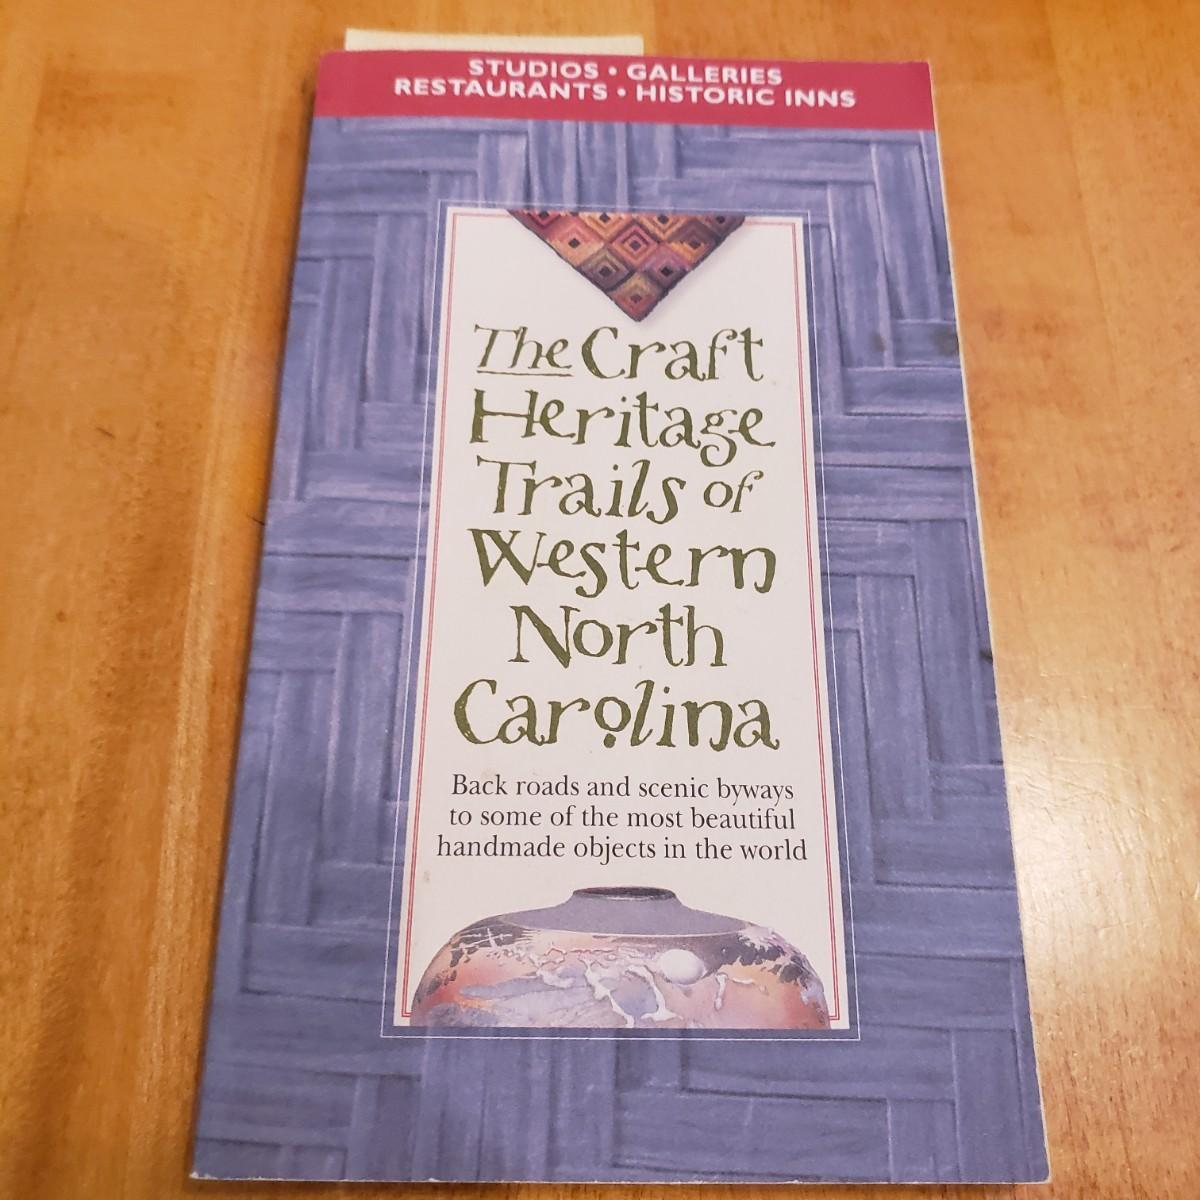 STUDIOS • GALLERIES
RESTAURANTS • HISTORIC INNS
The Craft
Heritage
Trails of
Western
North
Carolina
Back roads and scenic byways
to some of the most beautiful
handmade objects in the world